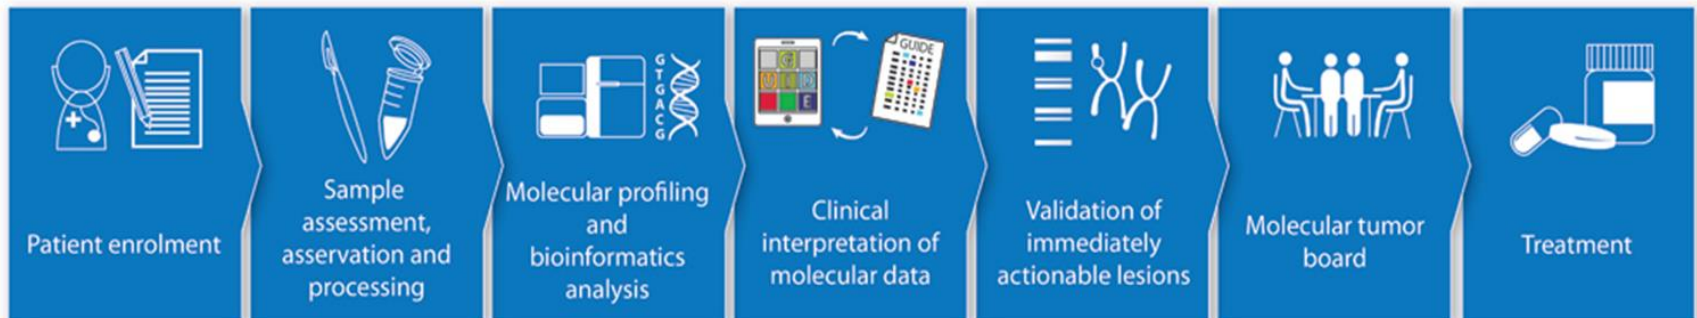 Patient enrolment
Sample
assessment,
asservation and
processing
G
T
G
A
C
G
Molecular profiling
and
bioinformatics
analysis
G
U
I
D
E
GUIDE
Clinical
interpretation of
molecular data
Validation of
immediately
actionable lesions
Molecular tumor
board
Treatment